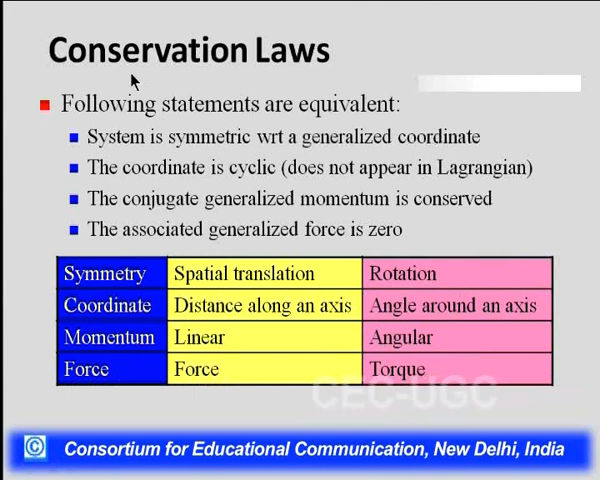 Conservation Laws
Following statements are equivalent:
System is symmetric wrt a generalized coordinate
The coordinate is cyclic (does not appear in Lagrangian)
The conjugate generalized momentum is conserved
The associated generalized force is zero
Symmetry Spatial translation Rotation
Coordinate Distance along an axis Angle around an axis
Momentum Linear Angular
Force Force Torque
CEC-UGC
© Consortium for Educational Communication, New Delhi, India